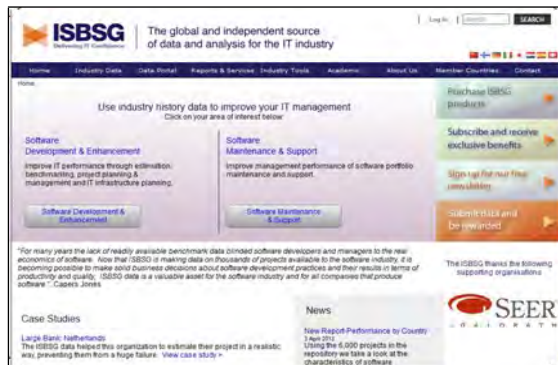 ISBSG
Delivering IT Confidence
The global and independent source
of data and analysis for the IT industry
Log In
SEARCH
Home Industry Data Data Portal Reports & Services Industry Tools Academic About Us Member Countries Contact
Home
Use industry history data to improve your IT management
Click on your area of interest below
Software
Development & Enhancement
Improve IT performance through estimation,
benchmarking, project planning &
management and IT infrastructure planning.
Software Development &
Enhancement
Software
Maintenance & Support
Improve management performance of software portfolio
maintenance and support.
Software Maintenance
& Support
Purchase ISBSG
products
Subscribe and receive
exclusive benefits
Sign up for our free
newsletter
Submit data and
be rewarded
"For many years the lack of readily available benchmark data blinded software developers and managers to the real
economics of software. Now that ISBSG is making data on thousands of projects available to the software industry, it is
becoming possible to make solid business decisions about software development practices and their results in terms of
productivity and quality. ISBSG data is a valuable asset for the software industry and for all companies that produce
software". Capers Jones
The ISBSG thanks the following
supporting organisations
SEER
GALORATH
Case Studies
Large Bank: Netherlands
The ISBSG data helped this organization to estimate their project in a realistic
way, preventing them from a huge failure. View case study >
News
New Report-Performance by Country
3 April 2012
Using the 6,000 projects in the
repository we take a look at the
characteristics of software